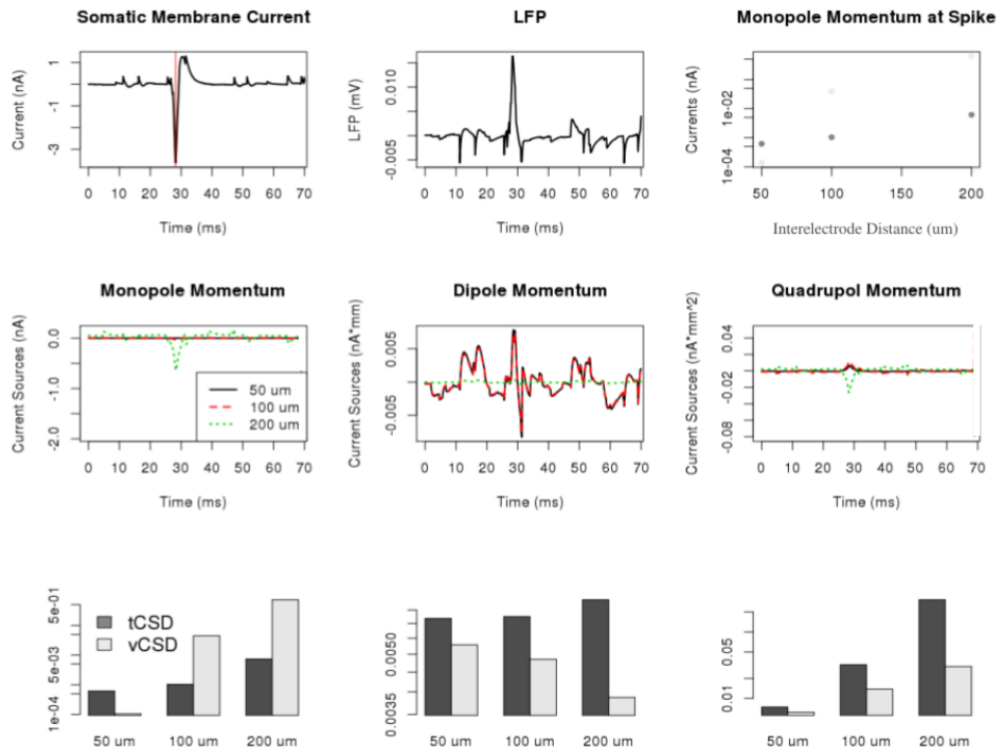 Somatic Membrane Current
Current (nA)
1
-1
-3
0 10 20 30 40 50 60 70
Time (ms)
LFP
LFP (mV)
0.010
-0.005
0 10 20 30 40 50 60 70
Time (ms)
Monopole Momentum at Spike
Currents (nA)
1e-02
1e-04
50 100 150 200
Interelectrode Distance (um)
Monopole Momentum
Current Sources (nA)
0.0
-1.0
-2.0
50 um
100 um
200 um
0 10 20 30 40 50 60 70
Time (ms)
Dipole Momentum
Current Sources (nA*mm)
0.005
-0.005
0 10 20 30 40 50 60 70
Time (ms)
Quadrupol Momentum
Current Sources (nA*mm^2)
0.04
-0.02
-0.08
0 10 20 30 40 50 60 70
Time (ms)
5e-01
5e-03
1e-04
tCSD
vCSD
50 um 100 um 200 um
0.0050
0.0035
50 um 100 um 200 um
0.05
0.01
50 um 100 um 200 um